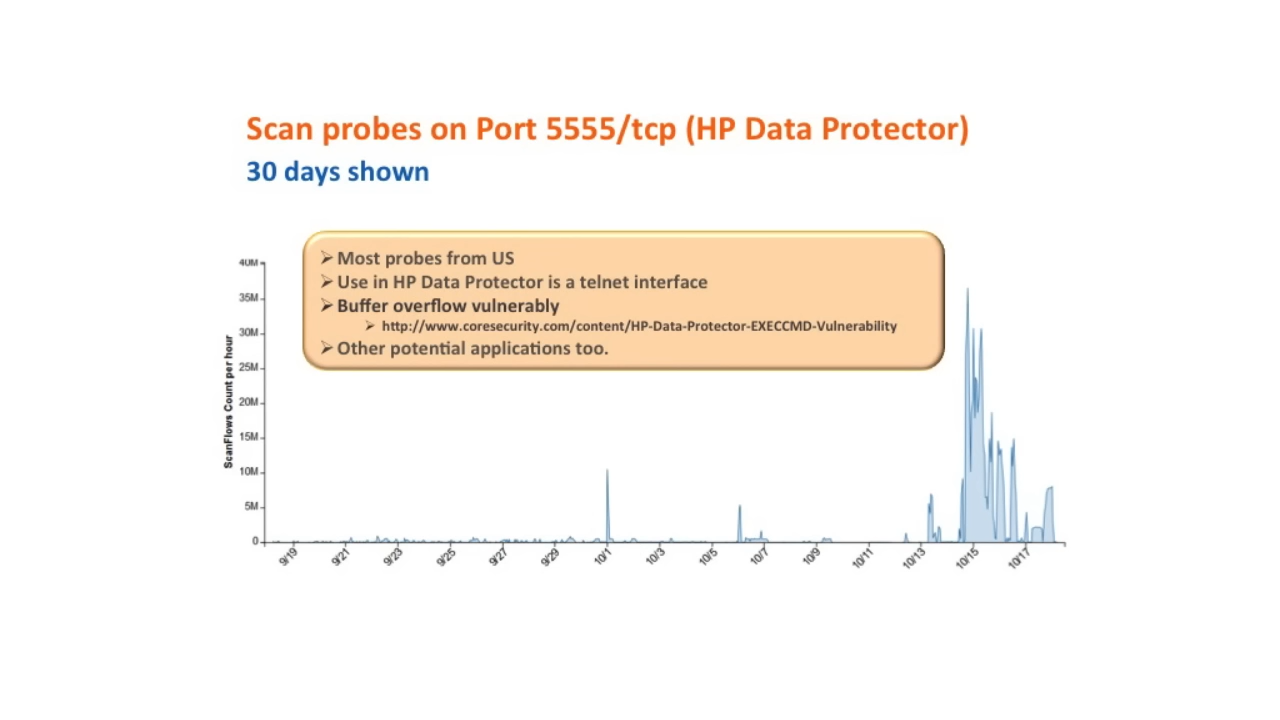 Scan probes on Port 5555/tcp (HP Data Protector)
30 days shown
Most probes from US
Use in HP Data Protector is a telnet interface
Buffer overflow vulnerably
http://www.coresecurity.com/content/HP-Data-Protector-EXECCMD-Vulnerability
Other potential applications too.
ScanFlows Count per hour
40M
35M
30M
25M
20M
15M
10M
5M
0
9/19 9/21 9/23 9/25 9/27 9/29 10/1 10/3 10/5 10/7 10/9 10/11 10/13 10/15 10/17